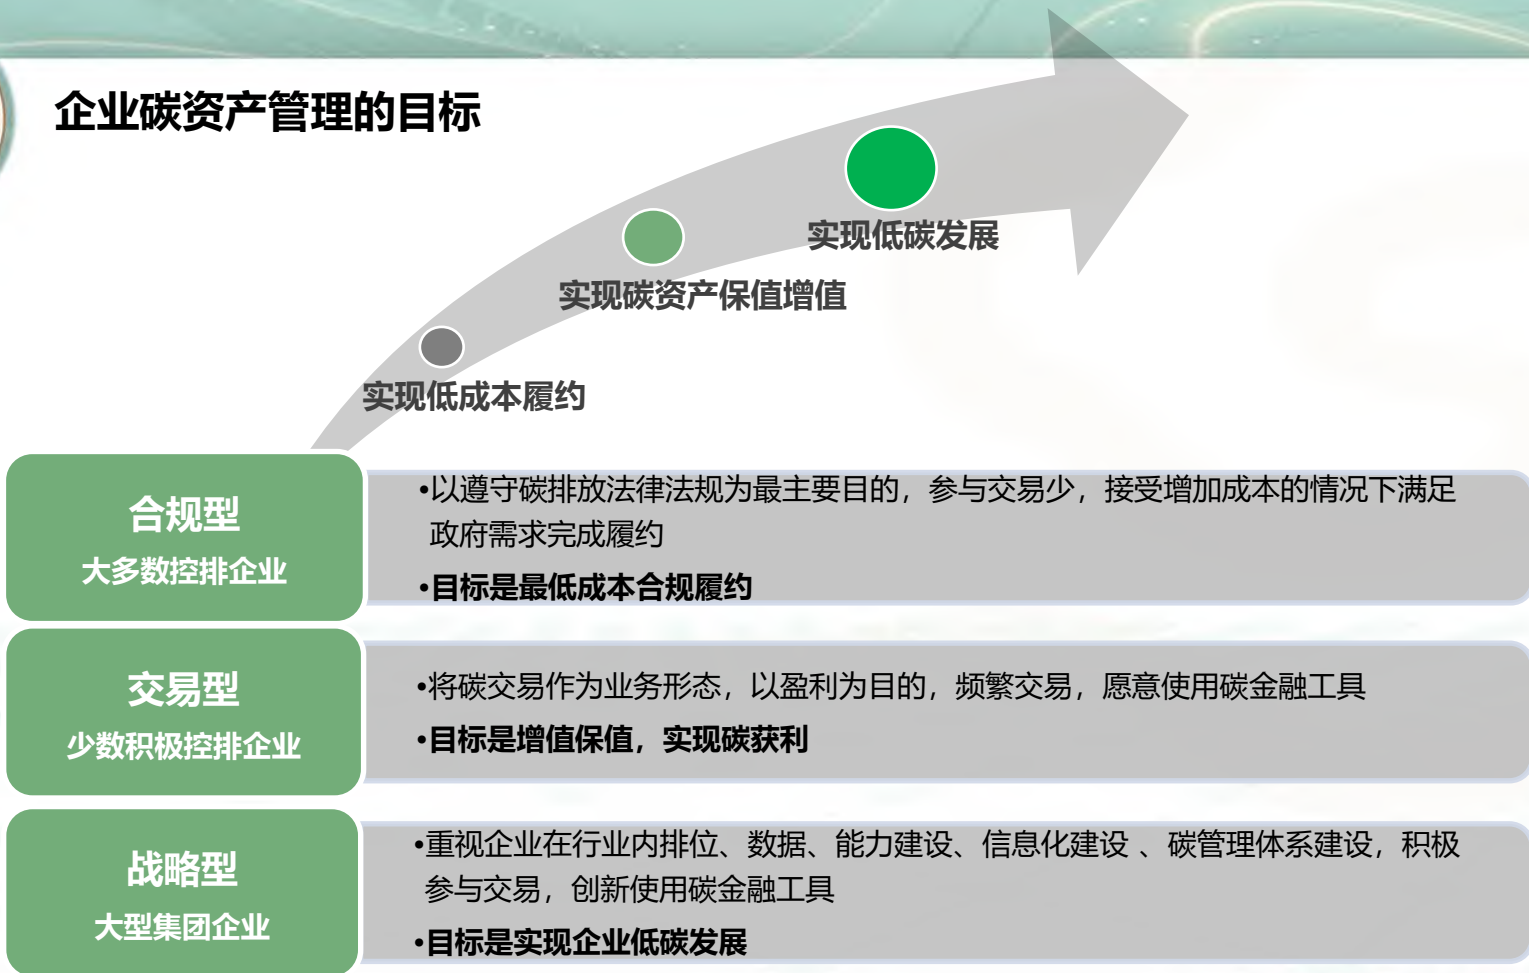 企业碳资产管理的目标
实现低碳发展
实现碳资产保值增值
实现低成本履约
合规型
大多数控排企业
•以遵守碳排放法律法规为最主要目的，参与交易少，接受增加成本的情况下满足
政府需求完成履约
•目标是最低成本合规履约
交易型
少数积极控排企业
•将碳交易作为业务形态，以盈利为目的，频繁交易，愿意使用碳金融工具
•目标是增值保值，实现碳获利
战略型
大型集团企业
•重视企业在行业内排位、数据、能力建设、信息化建设 、碳管理体系建设，积极
参与交易，创新使用碳金融工具
•目标是实现企业低碳发展